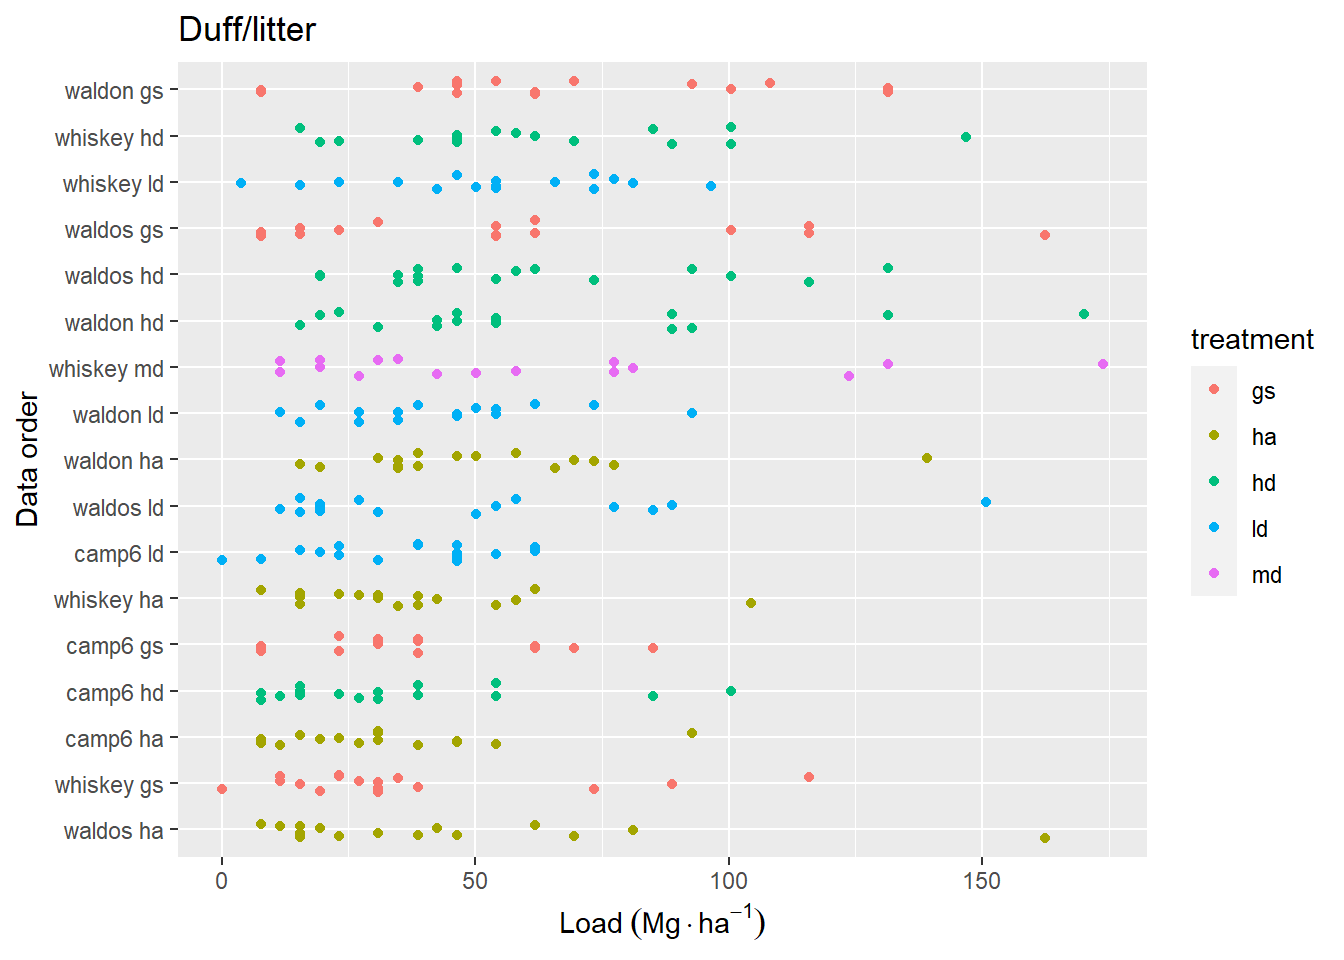 Duff/litter
waldon gs
whiskey hd
whiskey ld
waldos gs
waldos hd
waldon hd
whiskey md
waldon ld
waldon ha
waldos ld
camp6 ld
whiskey ha
camp6 gs
camp6 hd
camp6 ha
whiskey gs
waldos ha
Data order
0 50 100 150
Load (Mg·ha⁻¹)
treatment
gs
ha
hd
ld
md